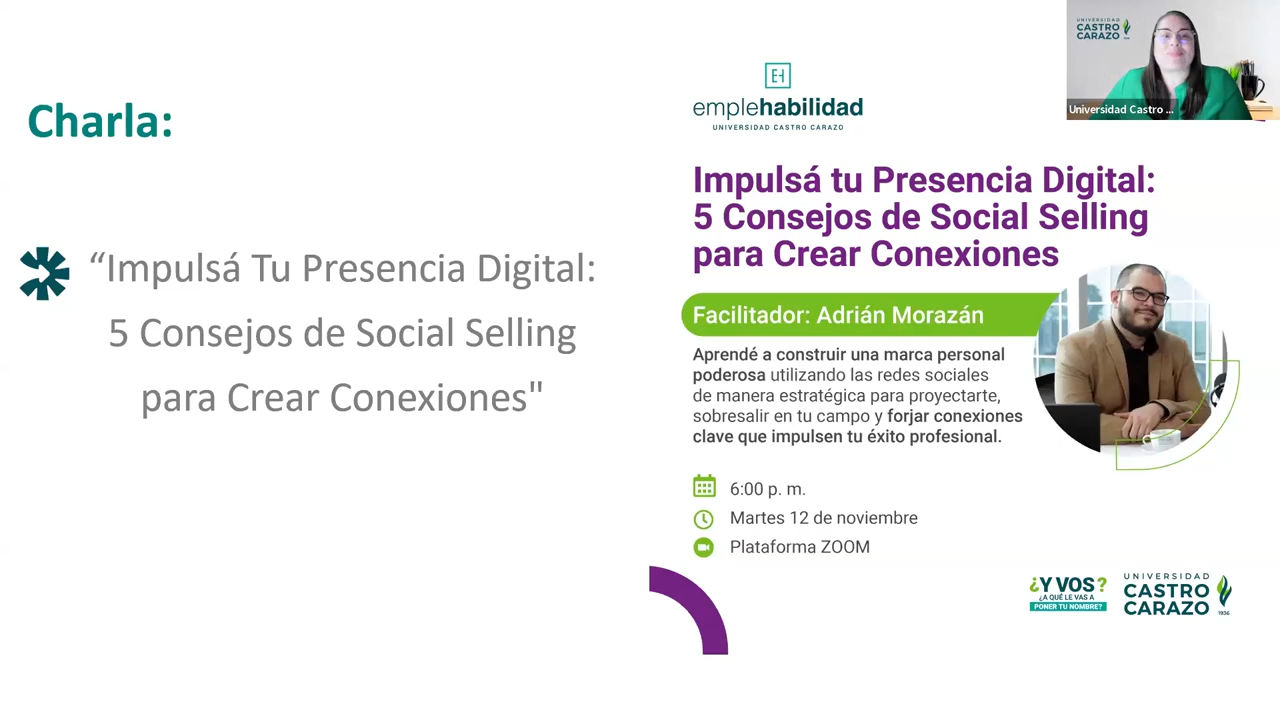 Charla:
“Impulsá Tu Presencia Digital:
5 Consejos de Social Selling
para Crear Conexiones"
EH
emplehabilidad
UNIVERSIDAD CASTRO CARAZO
Impulsá tu Presencia Digital:
5 Consejos de Social Selling
para Crear Conexiones
Facilitador: Adrián Morazán
Aprendé a construir una marca personal
poderosa utilizando las redes sociales
de manera estratégica para proyectarte,
sobresalir en tu campo y forjar conexiones
clave que impulsen tu éxito profesional.
6:00 p. m.
Martes 12 de noviembre
Plataforma ZOOM
¿Y VOS?
¿A QUÉ LE VAS A
PONER TU NOMBRE?
UNIVERSIDAD
CASTRO
CARAZO
1936
UNIVERSIDAD
CASTRO
CARAZO
Universidad Castro ...